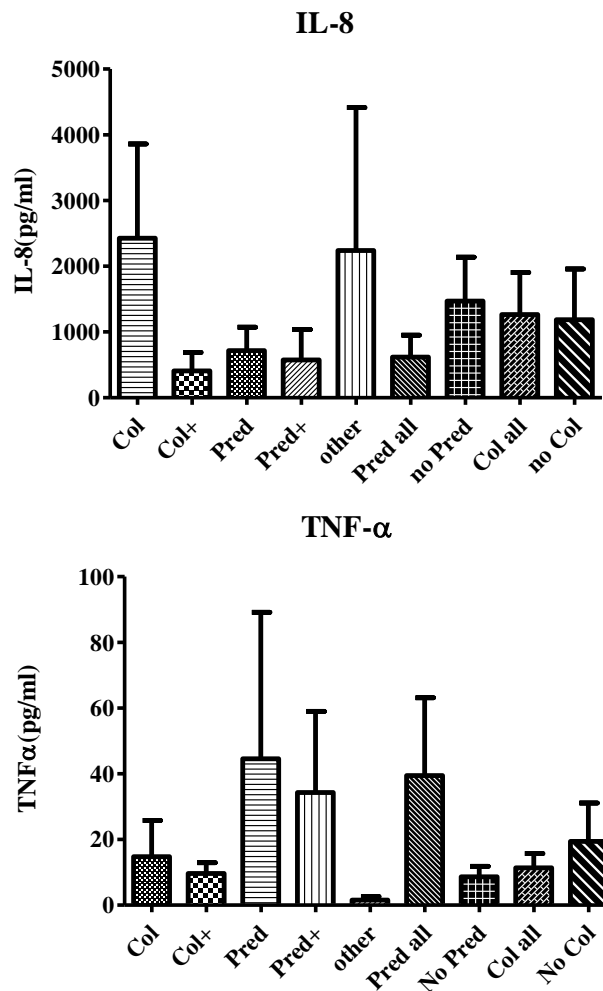 IL-8
5000
4000
3000
2000
1000
0
IL-8(pg/ml)
Col
Col+
Pred
Pred+
other
Pred all
no Pred
Col all
no Col
TNF-α
100
80
60
40
20
0
TNFα(pg/ml)
Col
Col+
Pred
Pred+
other
Pred all
No Pred
Col all
No Col